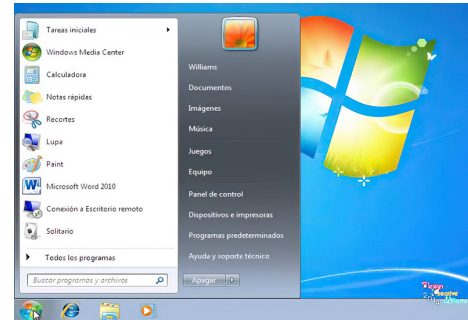 Tareas iniciales
Windows Media Center
Calculadora
Notas rápidas
Recortes
Lupa
Paint
Microsoft Word 2010
Conexión a Escritorio remoto
Solitario
Todos los programas
Buscar programas y archivos
Williams
Documentos
Imágenes
Música
Juegos
Equipo
Panel de control
Dispositivos e impresoras
Programas predeterminados
Ayuda y soporte técnico
Apagar